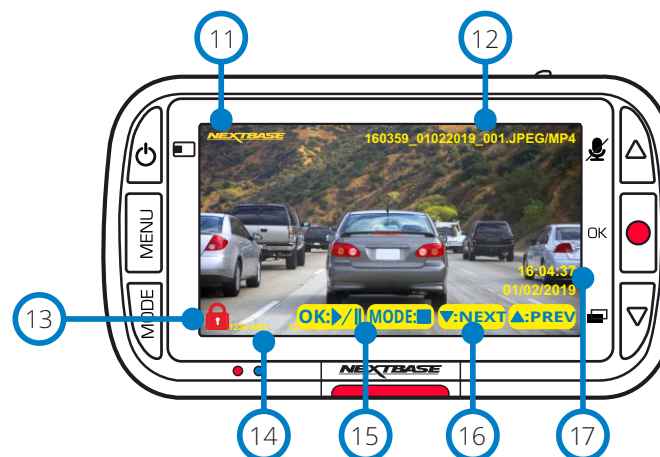 11
12
NEXTBASE
160359_01022019_001.JPEG/MP4
MENU
OK
16:04:37
01/02/2019
MODE
13
OK:▶/II MODE:■ ▼:NEXT ▲:PREV
NEXTBASE
14
15
16
17